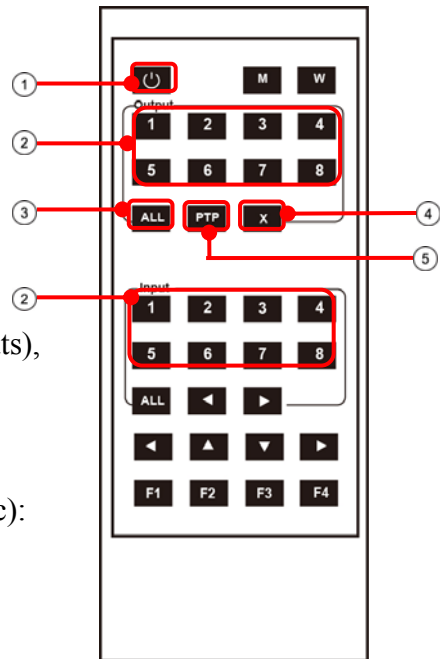 M W
1
Output
1 2 3 4
2
5 6 7 8
3
ALL PTP X
4
5
Input
2
1 2 3 4
ts),
5 6 7 8
ALL ◄ ►
◄ ▲ ▼ ►
F1 F2 F3 F4
c):